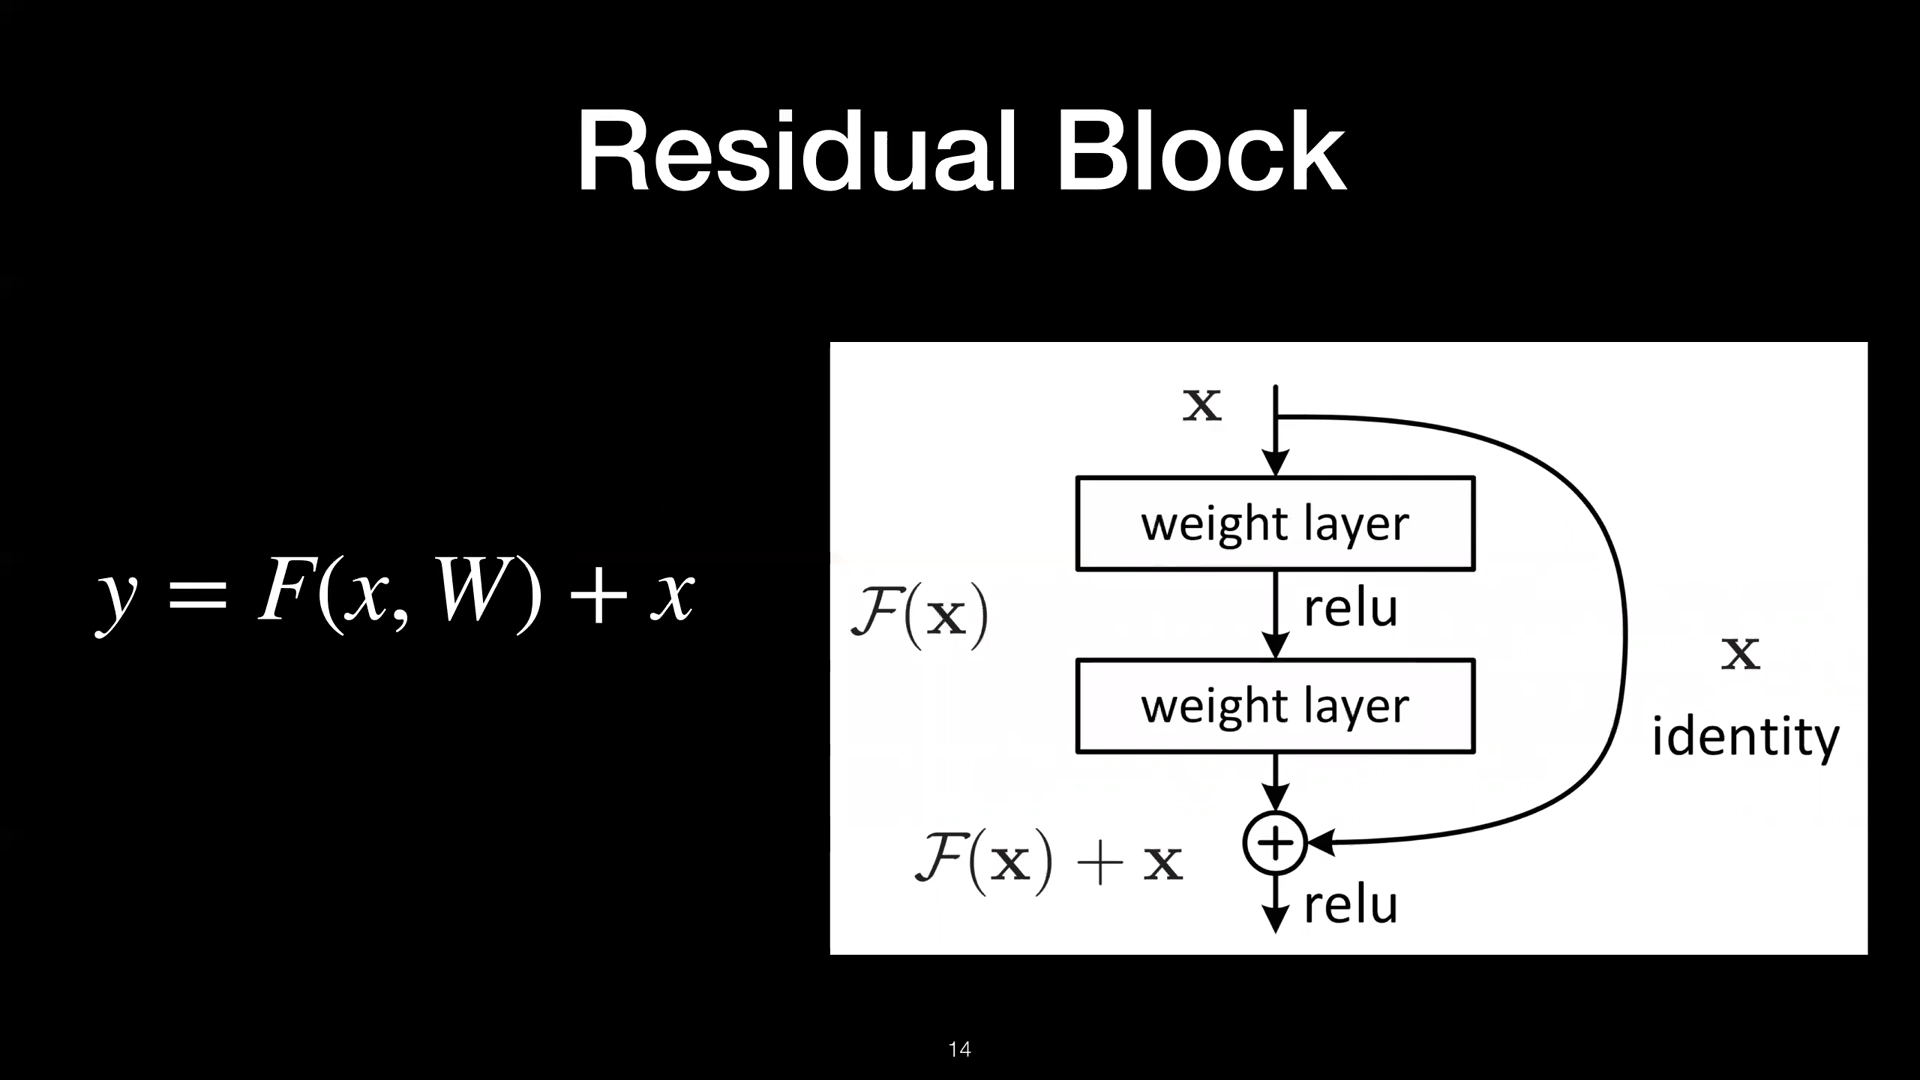 Residual Block
y = F(x, W) + x
x
weight layer
relu
ℱ(x)
weight layer
x
identity
ℱ(x) + x
relu
14